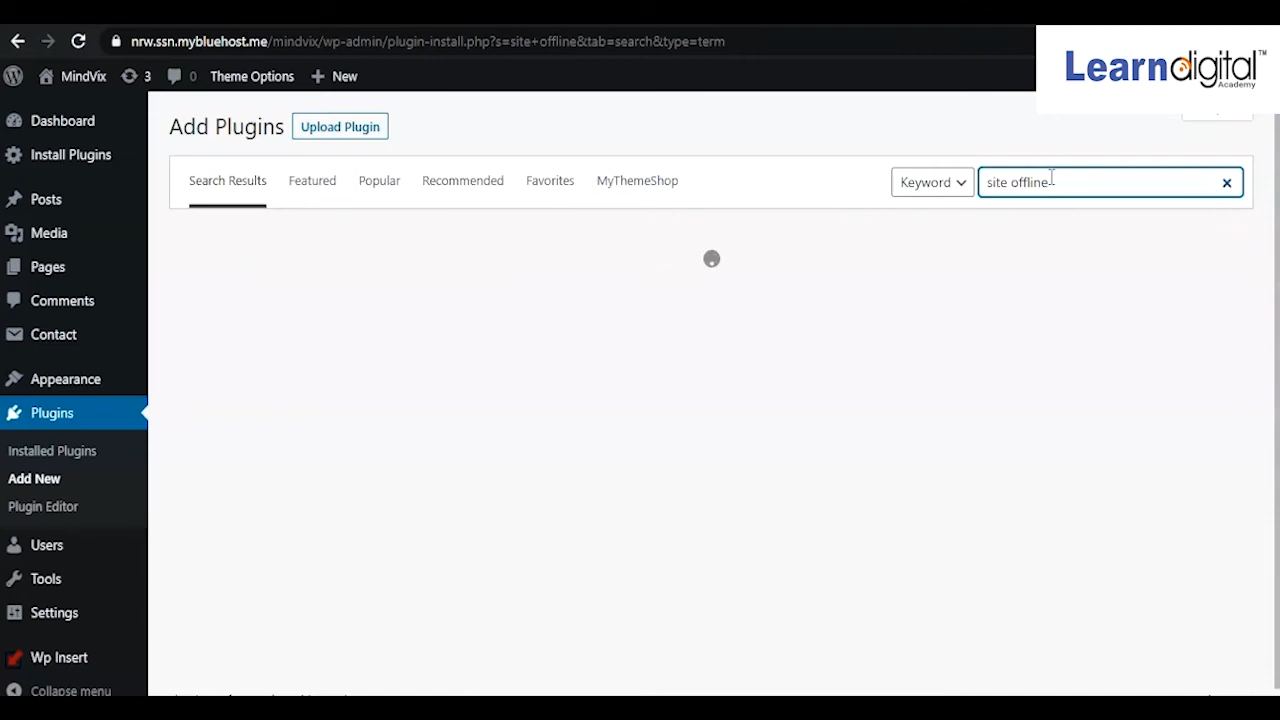 nrw.ssn.mybluehost.me/mindvix/wp-admin/plugin-install.php?s=site+offline&tab=search&type=term
Learndigital™
Academy
MindVix 3 0 Theme Options + New
Dashboard
Install Plugins
Posts
Media
Pages
Comments
Contact
Appearance
Plugins
Installed Plugins
Add New
Plugin Editor
Users
Tools
Settings
Wp Insert
Collapse menu
Add Plugins Upload Plugin
Search Results Featured Popular Recommended Favorites MyThemeShop Keyword site offline